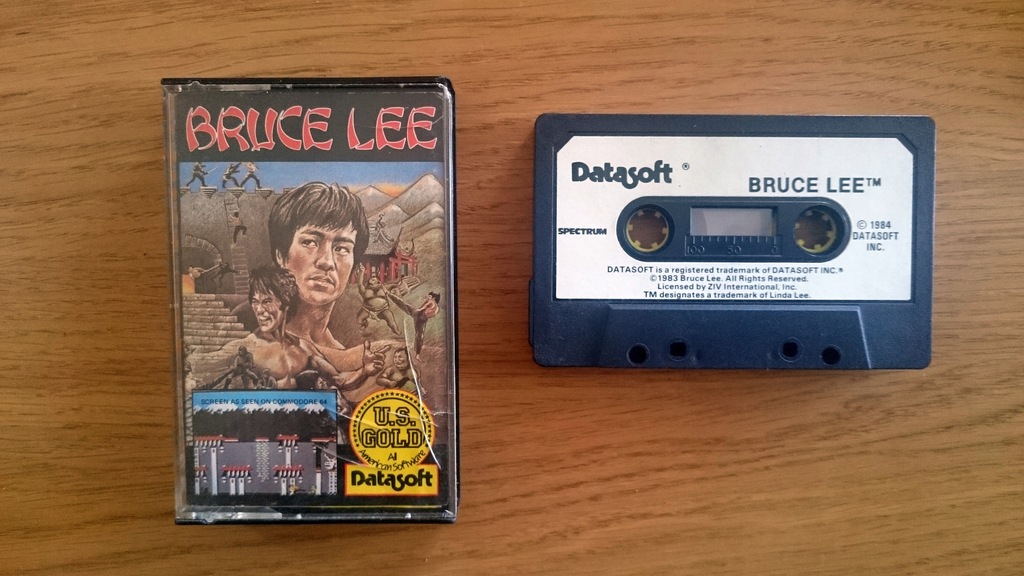 BRUCE LEE
SCREEN AS SEEN ON COMMODORE 64
U.S.
GOLD
All
American Software
Datasoft
Datasoft ®
BRUCE LEE™
SPECTRUM
100 50 0
© 1984
DATASOFT
INC.
DATASOFT is a registered trademark of DATASOFT INC.®
©1983 Bruce Lee. All Rights Reserved.
Licensed by ZIV International, Inc.
TM designates a trademark of Linda Lee.